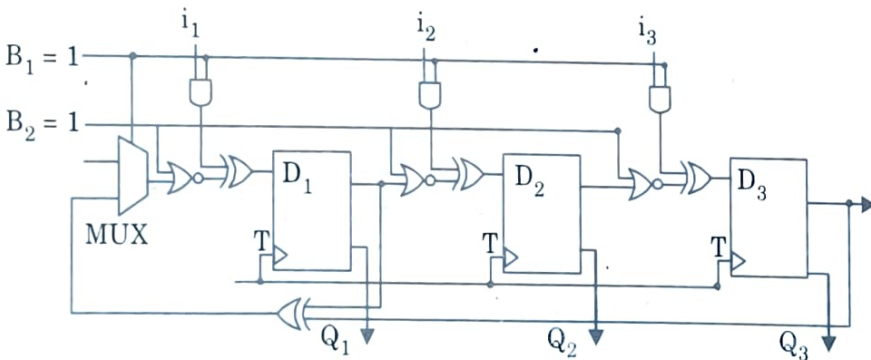 i₁
i₂
i₃
B₁ = 1
B₂ = 1
D₁
D₂
D₃
MUX
T
T
T
Q₁
Q₂
Q₃